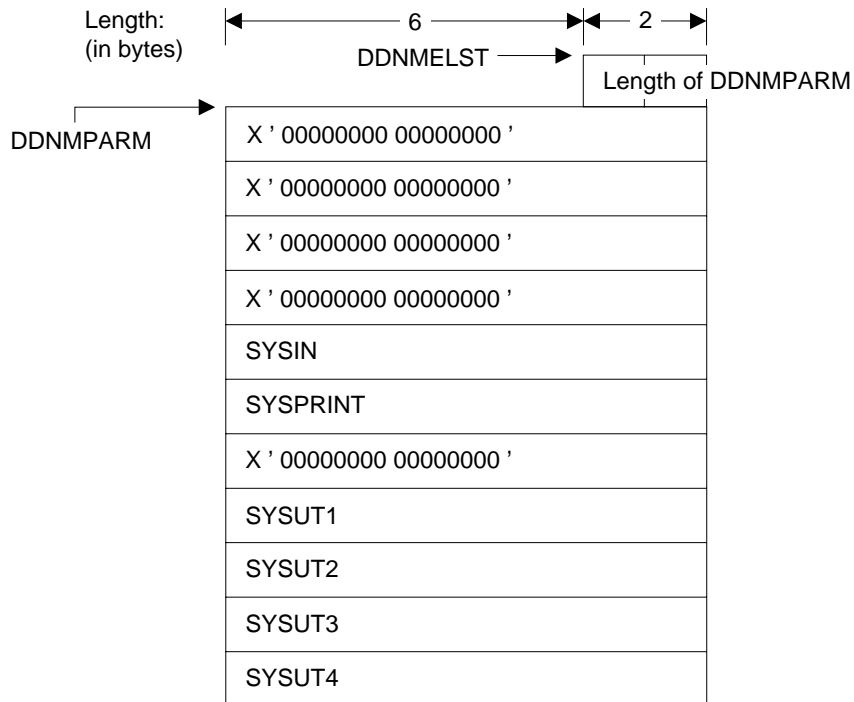 Length:
(in bytes)
6
2
DDNMELST
Length of DDNMPARM
DDNMPARM
X ’ 00000000 00000000 ’
X ’ 00000000 00000000 ’
X ’ 00000000 00000000 ’
X ’ 00000000 00000000 ’
SYSIN
SYSPRINT
X ’ 00000000 00000000 ’
SYSUT1
SYSUT2
SYSUT3
SYSUT4